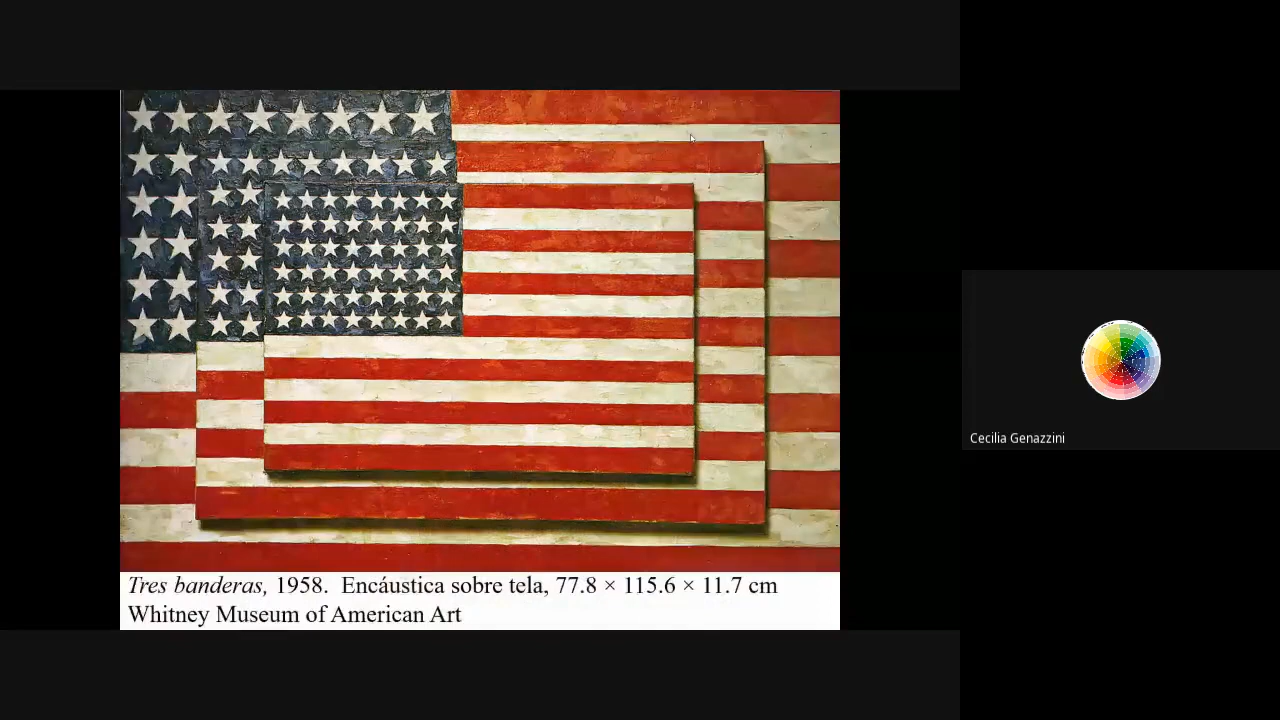 Tres banderas, 1958.  Encáustica sobre tela, 77.8 × 115.6 × 11.7 cm
Whitney Museum of American Art
Cecilia Genazzini